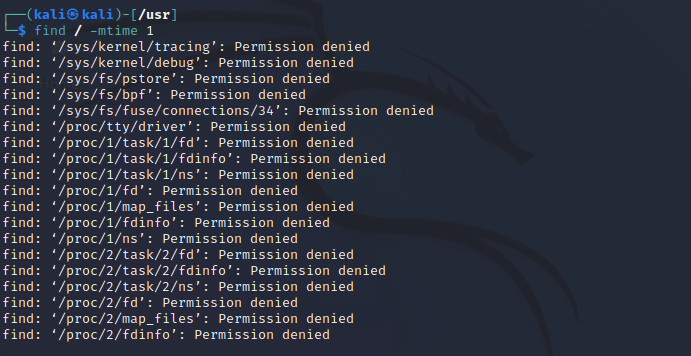 ┌──(kali㉿kali)-[/usr]
└─$ find / -mtime 1
find: ‘/sys/kernel/tracing’: Permission denied
find: ‘/sys/kernel/debug’: Permission denied
find: ‘/sys/fs/pstore’: Permission denied
find: ‘/sys/fs/bpf’: Permission denied
find: ‘/sys/fs/fuse/connections/34’: Permission denied
find: ‘/proc/tty/driver’: Permission denied
find: ‘/proc/1/task/1/fd’: Permission denied
find: ‘/proc/1/task/1/fdinfo’: Permission denied
find: ‘/proc/1/task/1/ns’: Permission denied
find: ‘/proc/1/fd’: Permission denied
find: ‘/proc/1/map_files’: Permission denied
find: ‘/proc/1/fdinfo’: Permission denied
find: ‘/proc/1/ns’: Permission denied
find: ‘/proc/2/task/2/fd’: Permission denied
find: ‘/proc/2/task/2/fdinfo’: Permission denied
find: ‘/proc/2/task/2/ns’: Permission denied
find: ‘/proc/2/fd’: Permission denied
find: ‘/proc/2/map_files’: Permission denied
find: ‘/proc/2/fdinfo’: Permission denied